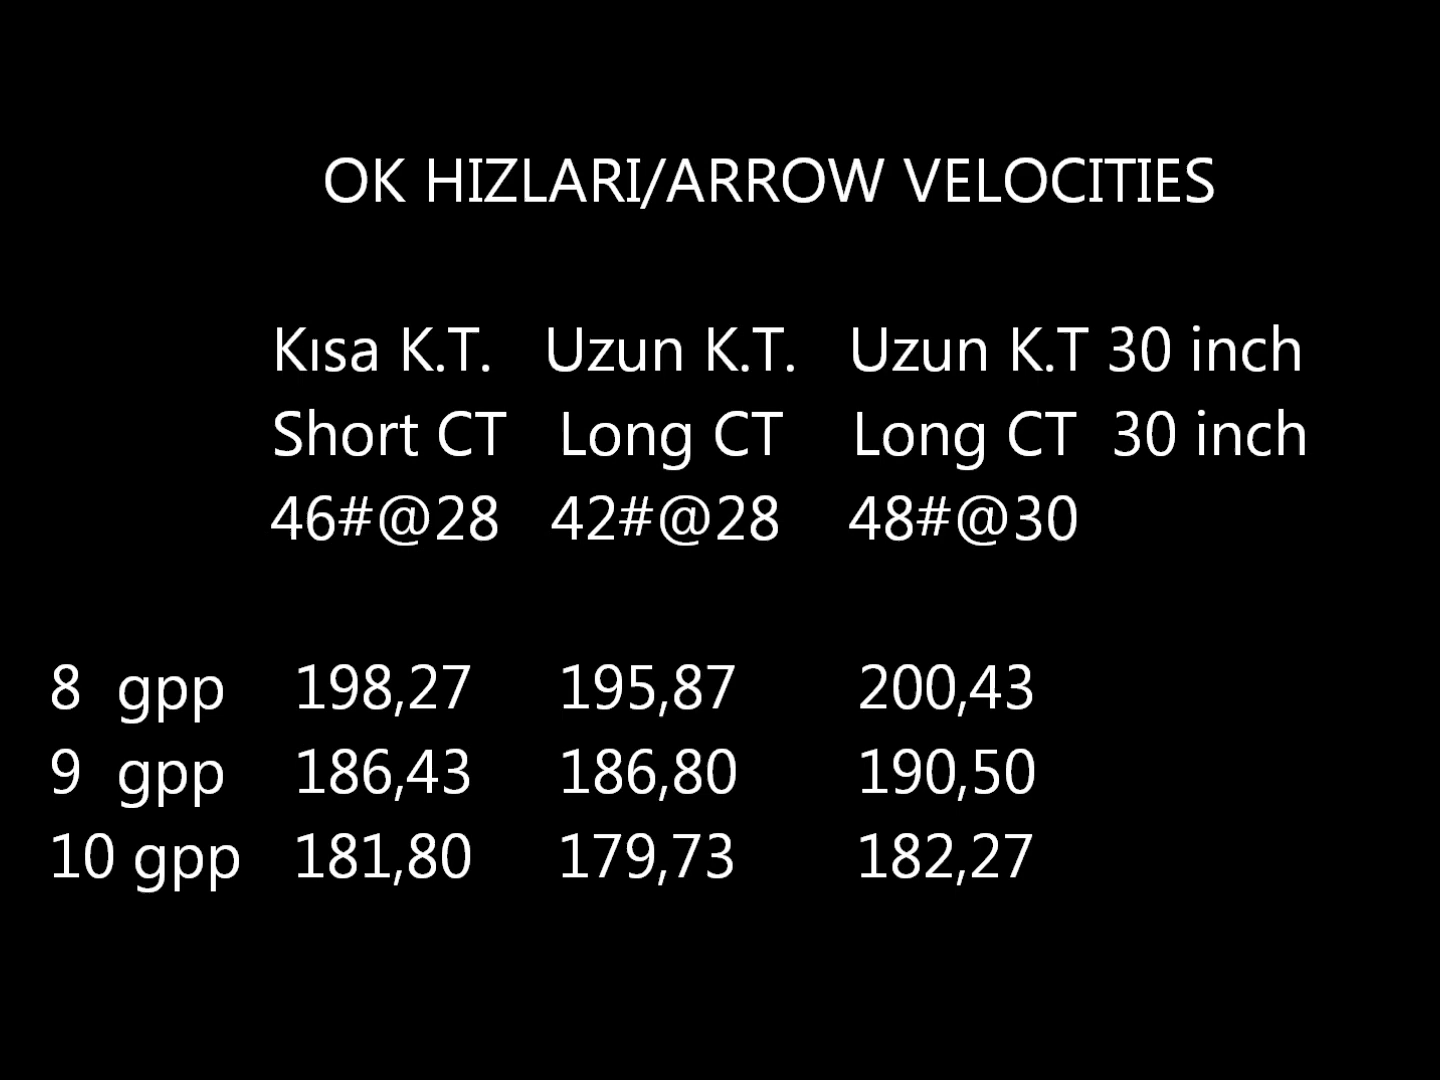 OK HIZLARI/ARROW VELOCITIES
Kısa K.T. Uzun K.T. Uzun K.T 30 inch
Short CT Long CT Long CT 30 inch
46#@28 42#@28 48#@30
8 gpp 198,27 195,87 200,43
9 gpp 186,43 186,80 190,50
10 gpp 181,80 179,73 182,27